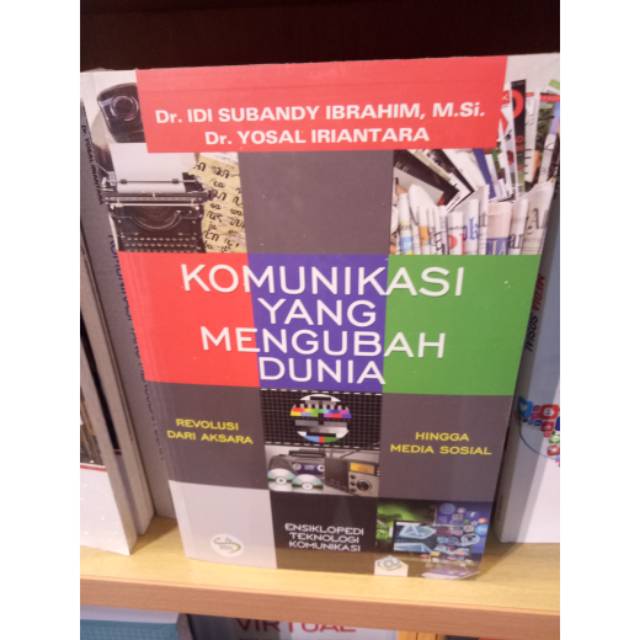 Dr. IDI SUBANDY IBRAHIM, M.Si.
Dr. YOSAL IRIANTARA
KOMUNIKASI
YANG
MENGUBAH
DUNIA
REVOLUSI
DARI AKSARA
HINGGA
MEDIA SOSIAL
ENSIKLOPEDI
TEKNOLOGI
KOMUNIKASI
VIRTUAL